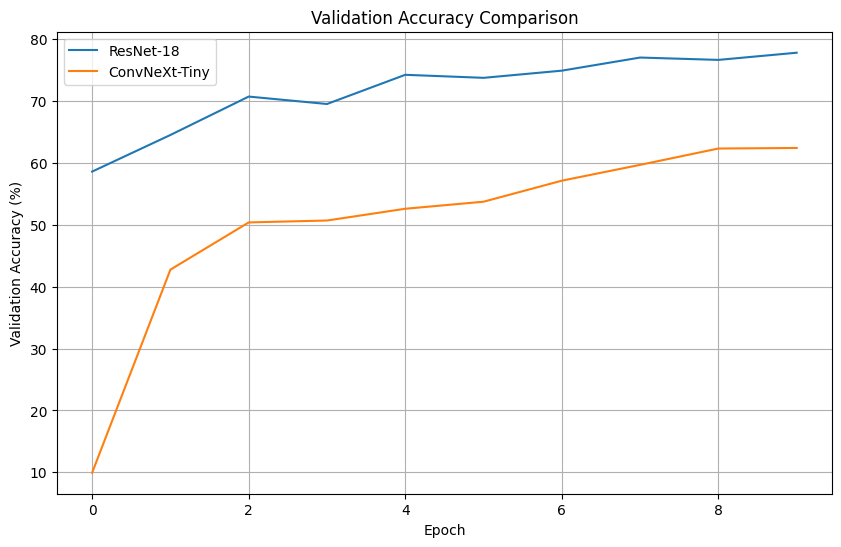 Validation Accuracy Comparison
ResNet-18
ConvNeXt-Tiny
Validation Accuracy (%)
80
70
60
50
40
30
20
10
0
2
4
6
8
Epoch